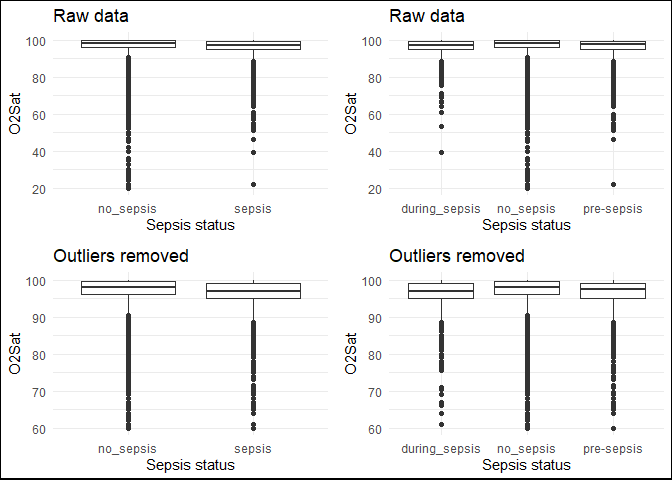 Raw data
O2Sat
100
80
60
40
20
no_sepsis sepsis
Sepsis status
Raw data
O2Sat
100
80
60
40
20
during_sepsis no_sepsis pre-sepsis
Sepsis status
Outliers removed
O2Sat
100
90
80
70
60
no_sepsis sepsis
Sepsis status
Outliers removed
O2Sat
100
90
80
70
60
during_sepsis no_sepsis pre-sepsis
Sepsis status